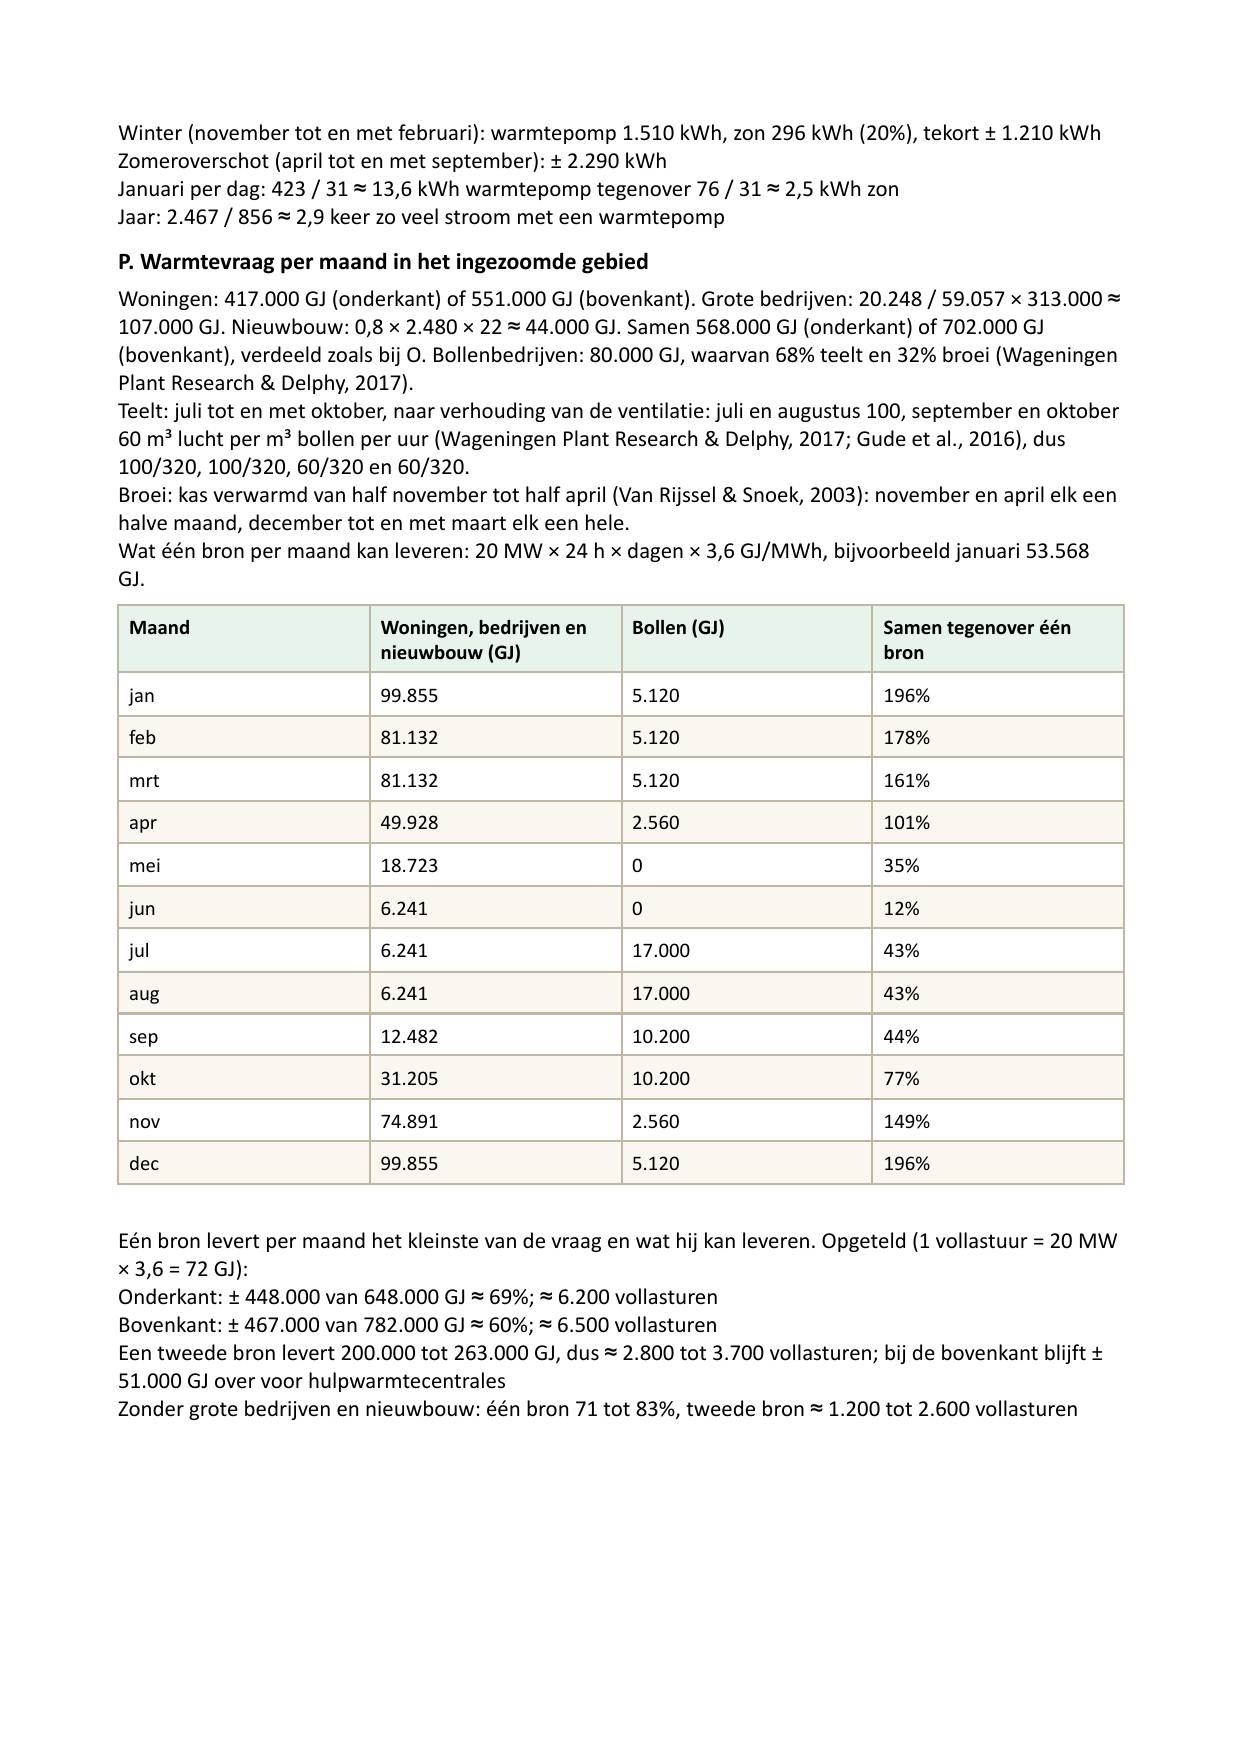 Winter (november tot en met februari): warmtepomp 1.510 kWh, zon 296 kWh (20%), tekort ± 1.210 kWh
Zomeroverschot (april tot en met september): ± 2.290 kWh
Januari per dag: 423 / 31 ≈ 13,6 kWh warmtepomp tegenover 76 / 31 ≈ 2,5 kWh zon
Jaar: 2.467 / 856 ≈ 2,9 keer zo veel stroom met een warmtepomp
P. Warmtevraag per maand in het ingezoomde gebied
Woningen: 417.000 GJ (onderkant) of 551.000 GJ (bovenkant). Grote bedrijven: 20.248 / 59.057 × 313.000 ≈
107.000 GJ. Nieuwbouw: 0,8 × 2.480 × 22 ≈ 44.000 GJ. Samen 568.000 GJ (onderkant) of 702.000 GJ
(bovenkant), verdeeld zoals bij O. Bollenbedrijven: 80.000 GJ, waarvan 68% teelt en 32% broei (Wageningen
Plant Research & Delphy, 2017).
Teelt: juli tot en met oktober, naar verhouding van de ventilatie: juli en augustus 100, september en oktober
60 m³ lucht per m³ bollen per uur (Wageningen Plant Research & Delphy, 2017; Gude et al., 2016), dus
100/320, 100/320, 60/320 en 60/320.
Broei: kas verwarmd van half november tot half april (Van Rijssel & Snoek, 2003): november en april elk een
halve maand, december tot en met maart elk een hele.
Wat één bron per maand kan leveren: 20 MW × 24 h × dagen × 3,6 GJ/MWh, bijvoorbeeld januari 53.568
GJ.
Maand Woningen, bedrijven en nieuwbouw (GJ) Bollen (GJ) Samen tegenover één bron
jan 99.855 5.120 196%
feb 81.132 5.120 178%
mrt 81.132 5.120 161%
apr 49.928 2.560 101%
mei 18.723 0 35%
jun 6.241 0 12%
jul 6.241 17.000 43%
aug 6.241 17.000 43%
sep 12.482 10.200 44%
okt 31.205 10.200 77%
nov 74.891 2.560 149%
dec 99.855 5.120 196%
Eén bron levert per maand het kleinste van de vraag en wat hij kan leveren. Opgeteld (1 vollastuur = 20 MW
× 3,6 = 72 GJ):
Onderkant: ± 448.000 van 648.000 GJ ≈ 69%; ≈ 6.200 vollasturen
Bovenkant: ± 467.000 van 782.000 GJ ≈ 60%; ≈ 6.500 vollasturen
Een tweede bron levert 200.000 tot 263.000 GJ, dus ≈ 2.800 tot 3.700 vollasturen; bij de bovenkant blijft ±
51.000 GJ over voor hulpwarmtecentrales
Zonder grote bedrijven en nieuwbouw: één bron 71 tot 83%, tweede bron ≈ 1.200 tot 2.600 vollasturen